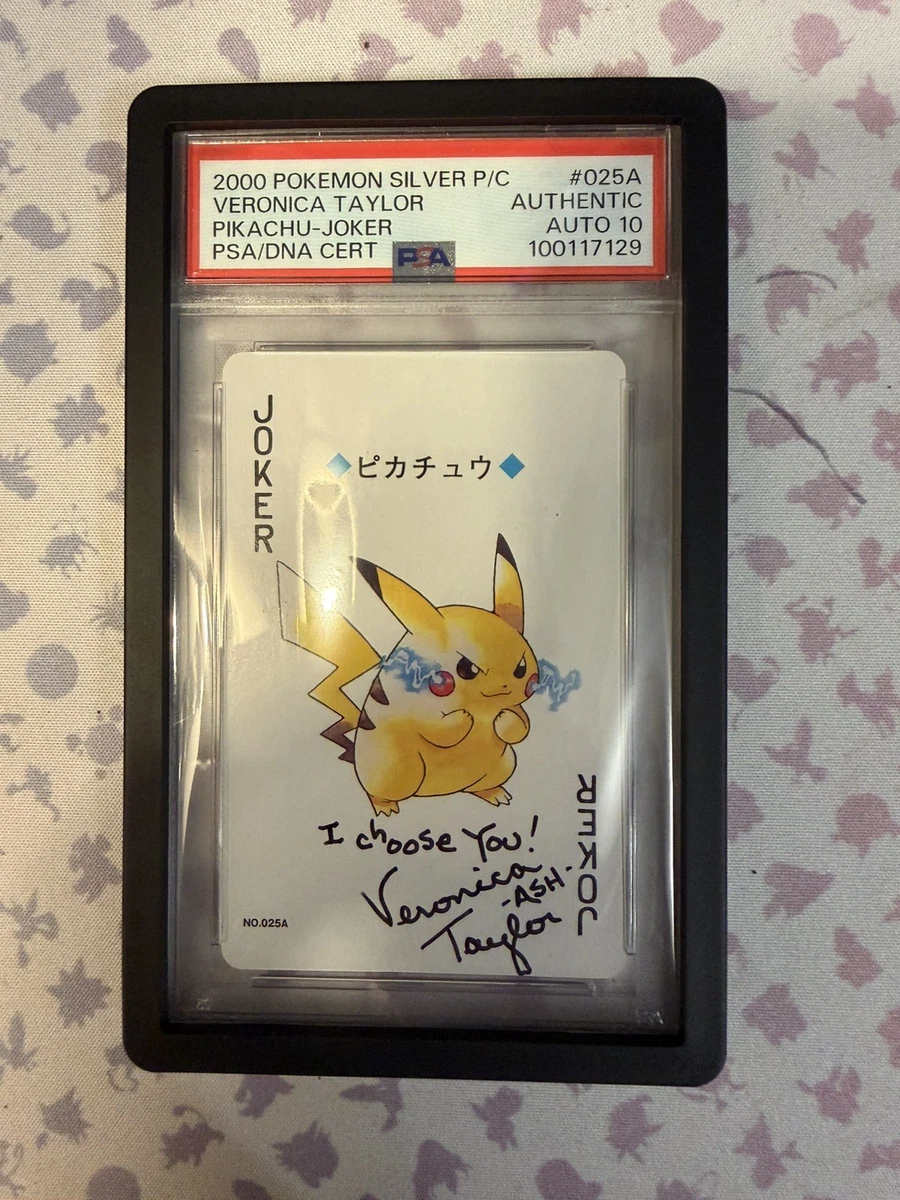 2000 POKEMON SILVER P/C #025A
VERONICA TAYLOR AUTHENTIC
PIKACHU-JOKER AUTO 10
PSA/DNA CERT PSA 100117129
JOKER
◆ピカチュウ◆
I choose You!
Veronica
-ASH-
Taylor
NO.025A
JOKER